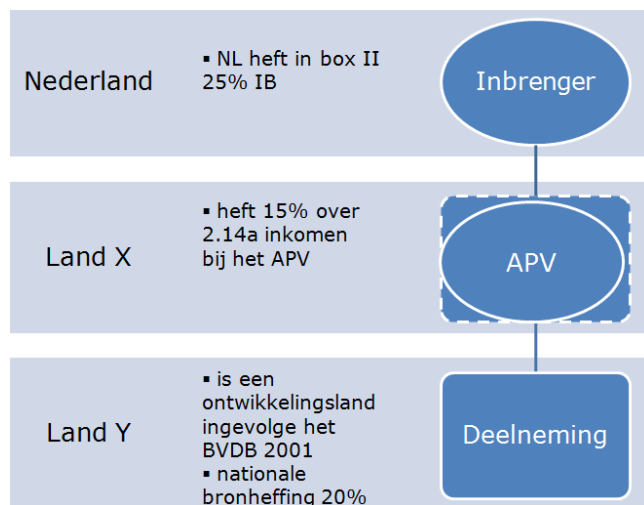 Nederland
▪ NL heft in box II
25% IB
Inbrenger
Land X
▪ heft 15% over
2.14a inkomen
bij het APV
APV
Land Y
▪ is een
ontwikkelingsland
ingevolge het
BVDB 2001
▪ nationale
bronheffing 20%
Deelneming